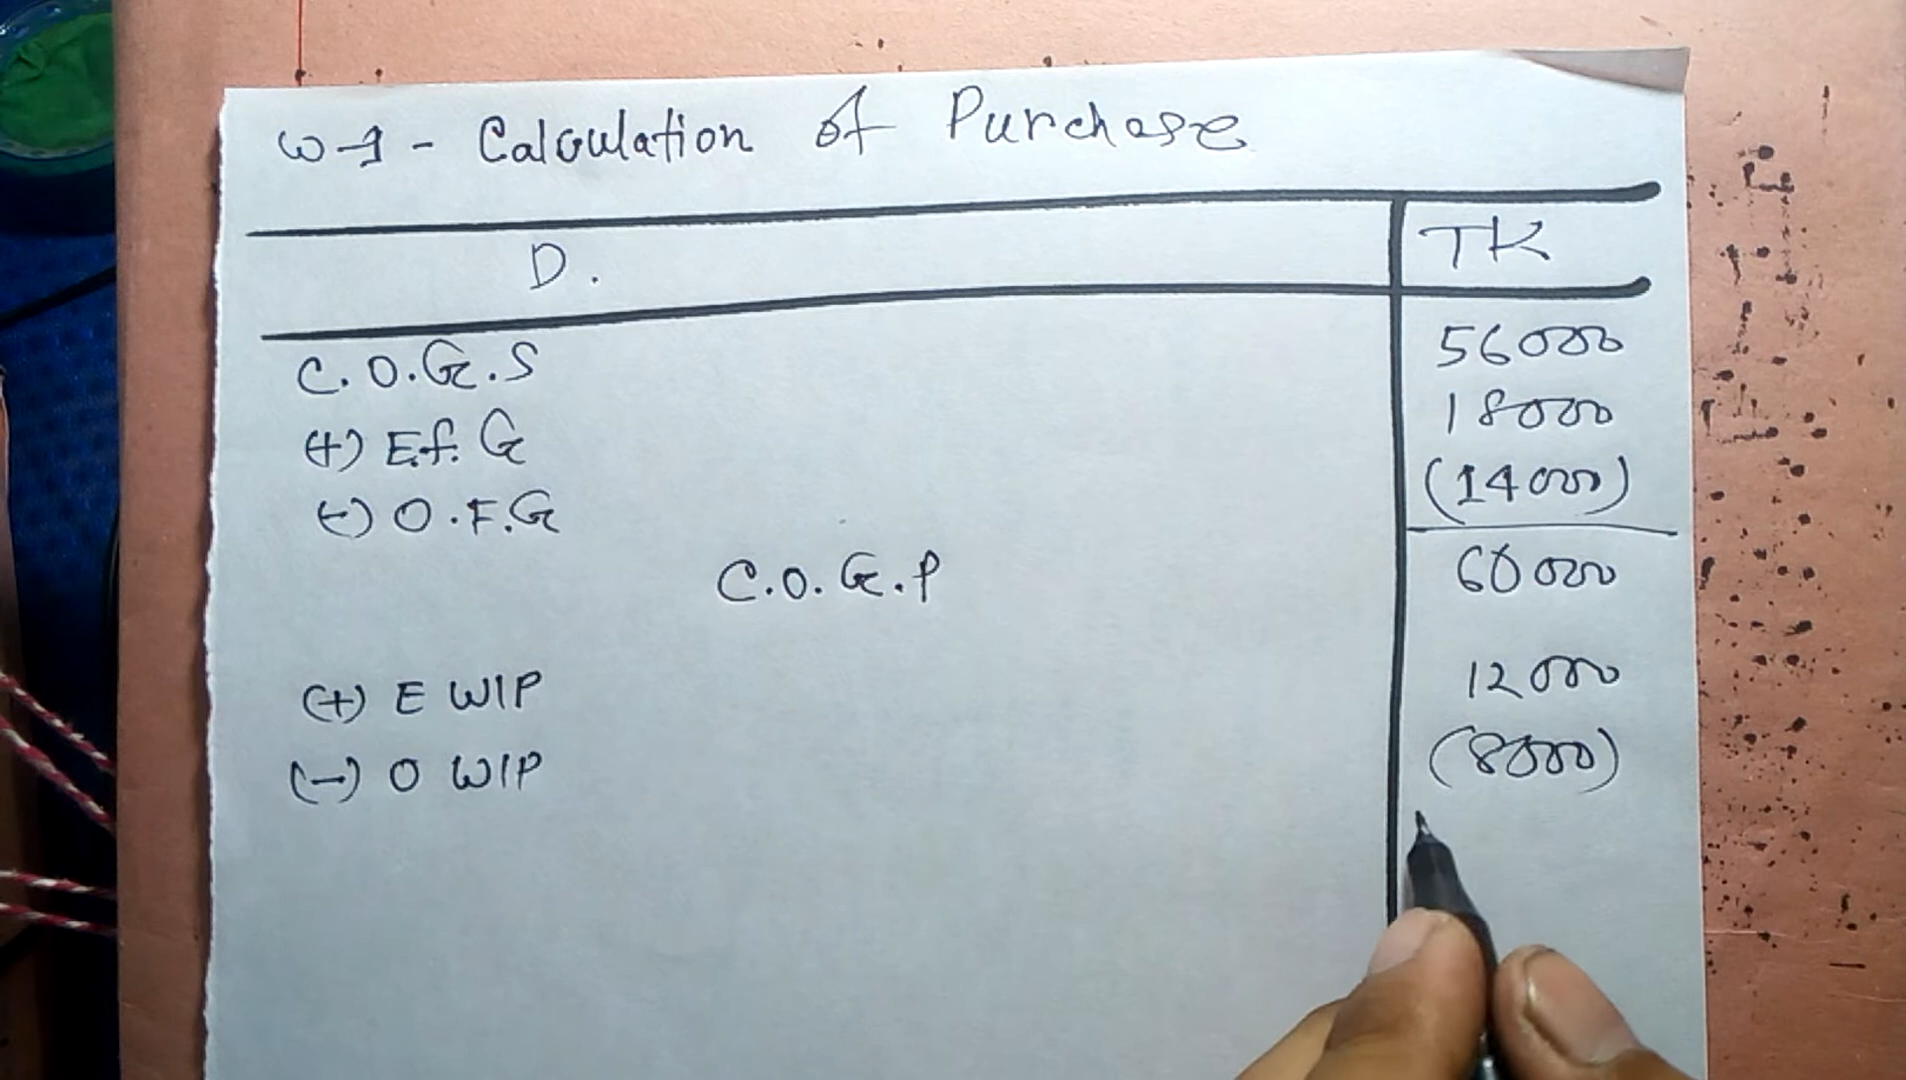 W-1 - Calculation of Purchase
D. TK
C.O.G.S 56000
(+) E.f. G 18000
(-) O.F.G (14000)
C.O.G.P 60000
(+) E WIP 12000
(-) O WIP (8000)